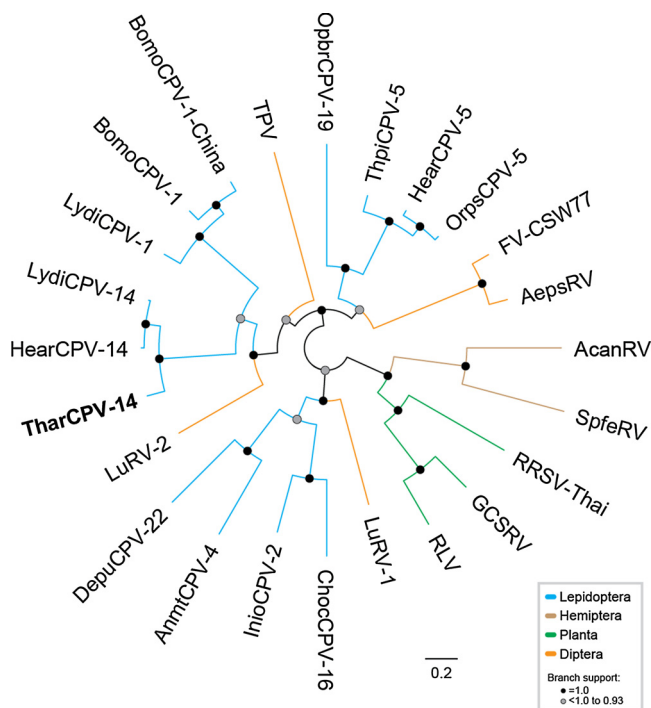 OpbrCPV-19
BomoCPV-1-China
TPV
ThpiCPV-5
HearCPV-5
BomoCPV-1
OrpsCPV-5
LydiCPV-1
FV-CSW77
LydiCPV-14
AepsRV
HearCPV-14
AcanRV
TharCPV-14
SpfeRV
LuRV-2
RRSV-Thai
DepuCPV-22
GCSRV
AnmtCPV-4
RLV
InioCPV-2
LuRV-1
ChocCPV-16
0.2
Lepidoptera
Hemiptera
Planta
Diptera
Branch support:
=1.0
<1.0 to 0.93